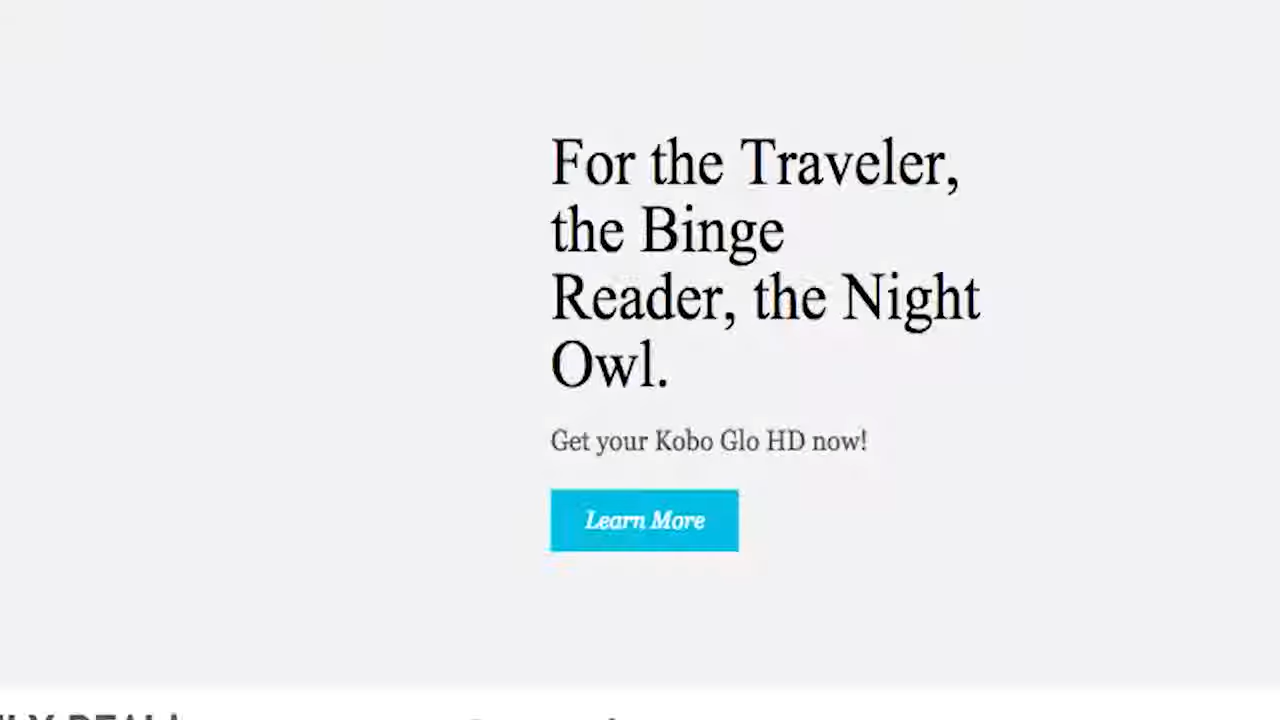 For the Traveler,
the Binge
Reader, the Night
Owl.
Get your Kobo Glo HD now!
Learn More